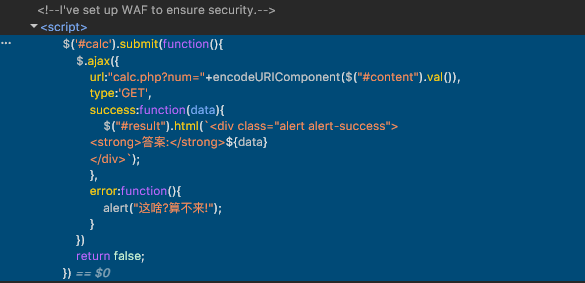 <!--I've set up WAF to ensure security.-->
▼<script>
··· $('#calc').submit(function(){
$.ajax({
url:"calc.php?num="+encodeURIComponent($("#content").val()),
type:'GET',
success:function(data){
$("#result").html(`<div class="alert alert-success">
<strong>答案:</strong>${data}
</div>`);
},
error:function(){
alert("这啥?算不来!");
}
})
return false;
}) == $0